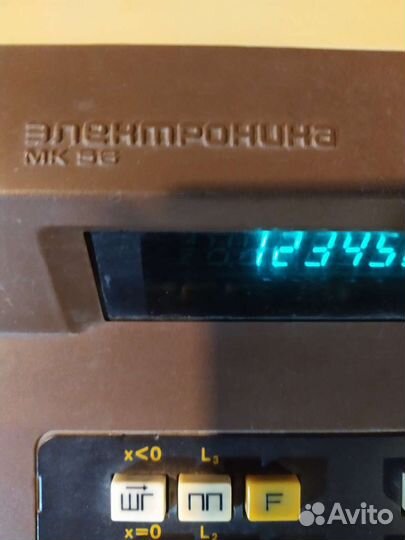 электроника
МК 56
12345
x<0 L₃
ШГ ПП F
x=0 L₂
Avito